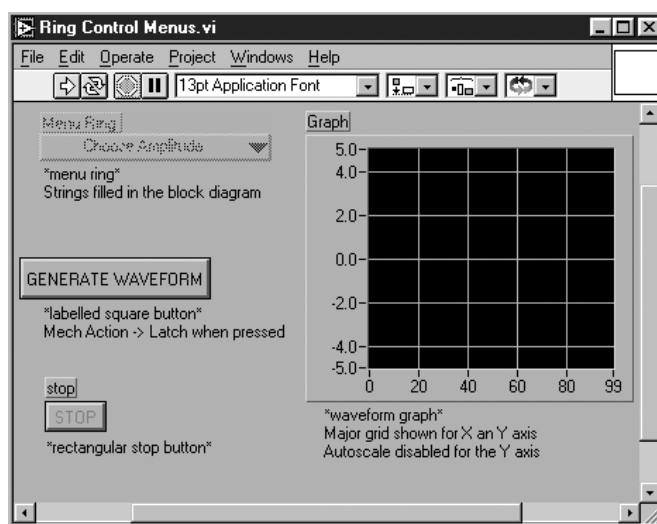 Ring Control Menus.vi
File Edit Operate Project Windows Help
13pt Application Font
Menu Ring
Choose Amplitude
*menu ring*
Strings filled in the block diagram
GENERATE WAVEFORM
*labelled square button*
Mech Action -> Latch when pressed
stop
STOP
*rectangular stop button*
Graph
5.0
4.0
2.0
0.0
-2.0
-4.0
-5.0
0 20 40 60 80 99
*waveform graph*
Major grid shown for X an Y axis
Autoscale disabled for the Y axis